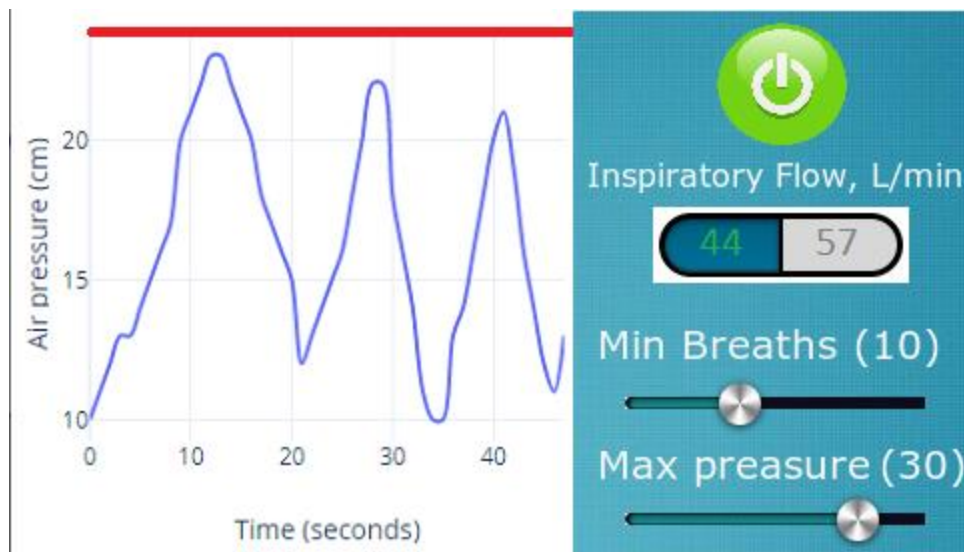 Air pressure (cm)
20
15
10
0 10 20 30 40
Time (seconds)
Inspiratory Flow, L/min
44 57
Min Breaths (10)
Max preasure (30)